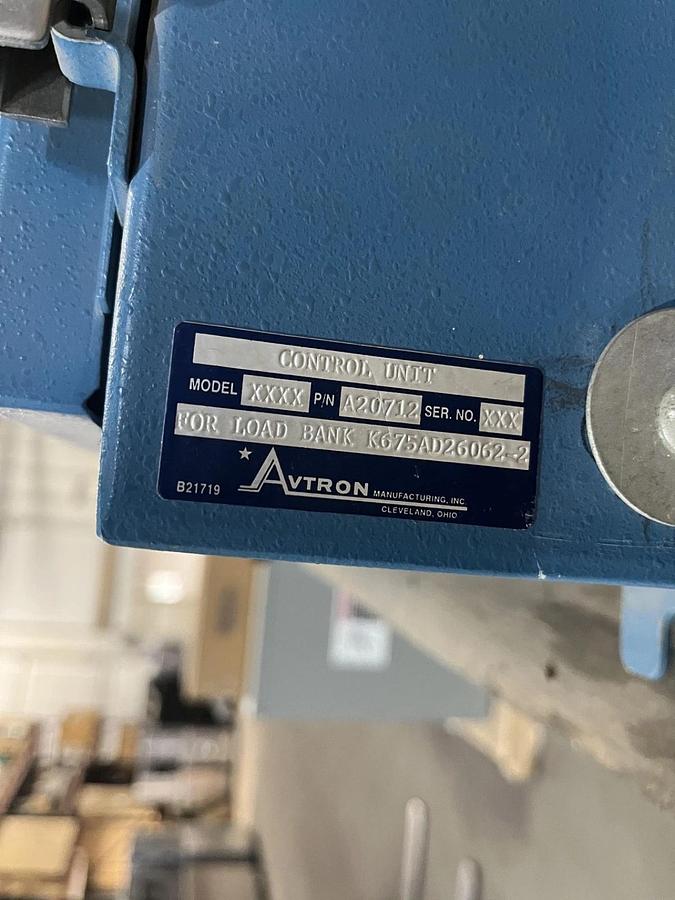 CONTROL UNIT
MODEL XXXX P/N A20712 SER. NO. XXX
FOR LOAD BANK K675AD26062-2
B21719 AVTRON MANUFACTURING, INC.
CLEVELAND, OHIO